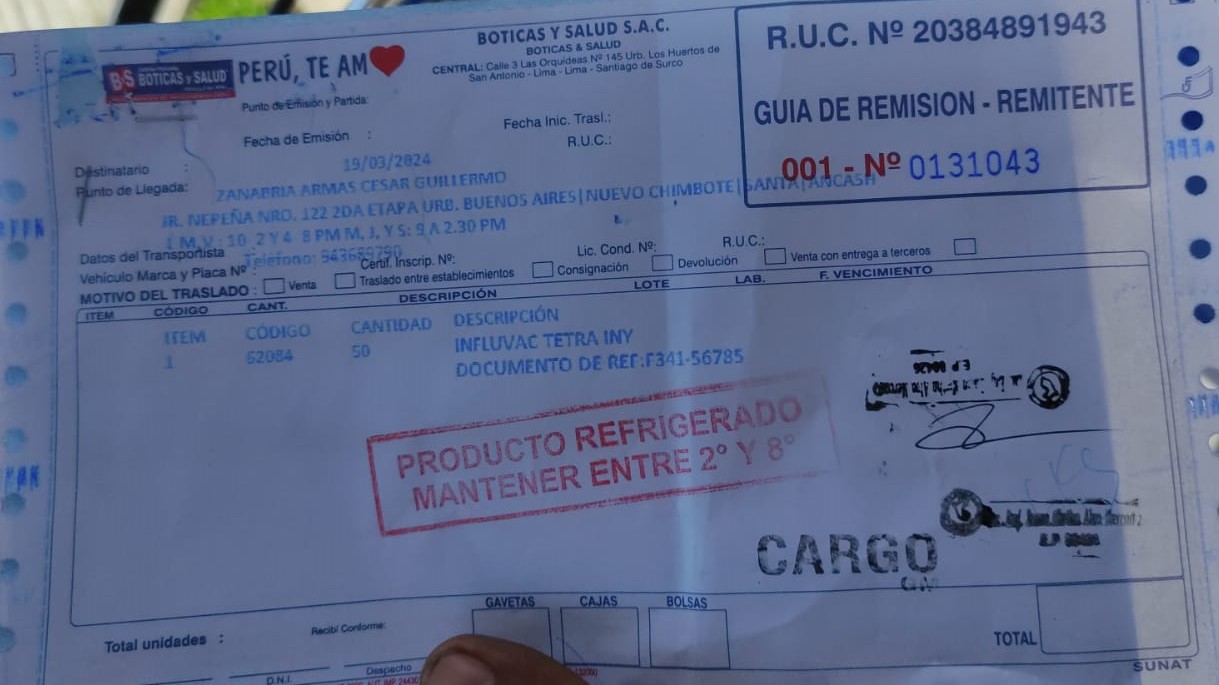 BOTICAS Y SALUD S.A.C.
BOTICAS & SALUD
CENTRAL: Calle 3 Las Orquideas Nº 145 Urb. Los Huertos de
San Antonio - Lima - Lima - Santiago de Surco
R.U.C. Nº 20384891943
GUIA DE REMISION - REMITENTE
001 - Nº 0131043
B·S BOTICAS y SALUD
PERÚ, TE AM
Punto de Emisión y Partida:
Fecha de Emisión :
Fecha Inic. Trasl.:
R.U.C.:
19/03/2024
Destinatario :
ZANABRIA ARMAS CESAR GUILLERMO
Punto de Llegada:
JR. NEPEÑA NRO. 122 2DA ETAPA URB. BUENOS AIRES|NUEVO CHIMBOTE|SANTA|ANCASH
L M,V: 10 2 Y 4 8 PM M, J, Y S: 9 A 2.30 PM
Datos del Transportista
Teléfono:
Lic. Cond. Nº:
R.U.C.:
Vehículo Marca y Placa Nº
Certif. Inscrip. Nº:
MOTIVO DEL TRASLADO : Venta Traslado entre establecimientos Consignación Devolución Venta con entrega a terceros
ITEM CÓDIGO CANT. DESCRIPCIÓN LOTE LAB. F. VENCIMIENTO
ITEM CÓDIGO CANTIDAD DESCRIPCIÓN
1 62084 50 INFLUVAC TETRA INY
DOCUMENTO DE REF:F341-56785
PRODUCTO REFRIGERADO
MANTENER ENTRE 2° Y 8°
CARGO
GAVETAS CAJAS BOLSAS
Total unidades :
Recibí Conforme:
TOTAL
D.N.I.
Despacho
SUNAT